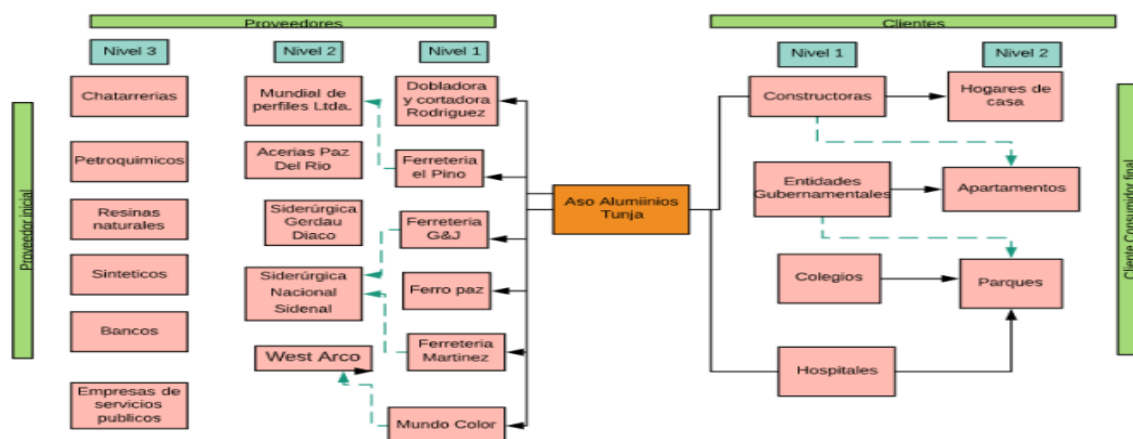 Proveedores
Clientes
Nivel 3
Nivel 2
Nivel 1
Nivel 1
Nivel 2
Proveedor inicial
Chatarrerías
Petroquimicos
Resinas
naturales
Sinteticos
Bancos
Empresas de
servicios
publicos
Mundial de
perfiles Ltda.
Acerias Paz
Del Rio
Siderúrgica
Gerdau
Diaco
Siderúrgica
Nacional
Sidenal
West Arco
Dobladora
y cortadora
Rodriguez
Ferreteria
el Pino
Ferreteria
G&J
Ferro paz
Ferreteria
Martinez
Mundo Color
Aso Alumiinios
Tunja
Constructoras
Entidades
Gubernamentales
Colegios
Hospitales
Hogares de
casa
Apartamentos
Parques
Cliente Consumidor final